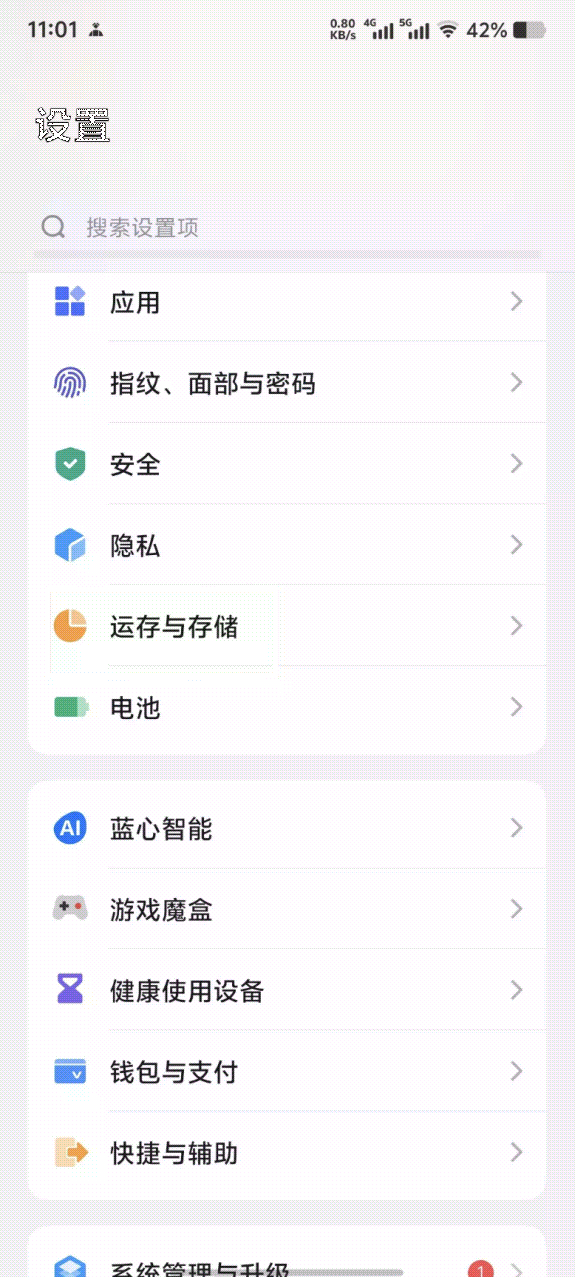 11:01 0.80 KB/s 4G 5G 42%
设置
搜索设置项
应用
指纹、面部与密码
安全
隐私
运存与存储
电池
AI 蓝心智能
游戏魔盒
健康使用设备
钱包与支付
快捷与辅助
系统管理与升级 1